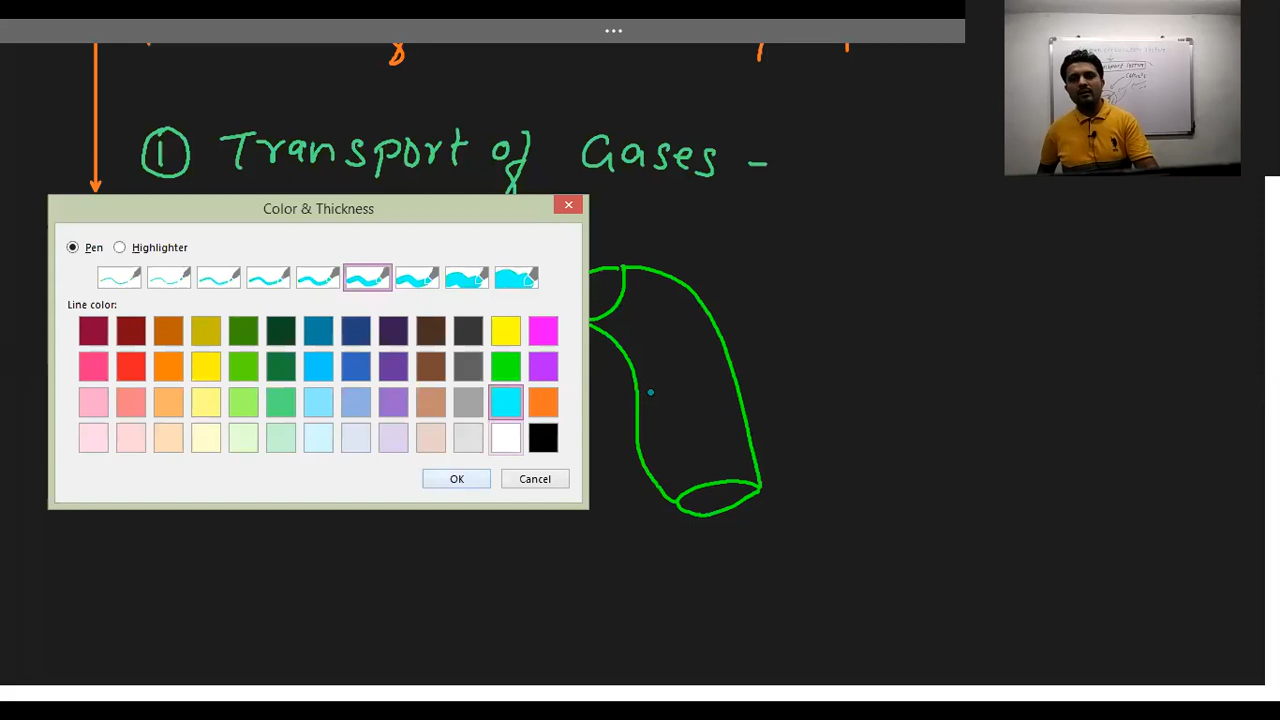 ...
① Transport of Gases -
Color & Thickness
Pen Highlighter
Line color:
OK Cancel